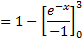 = 1 - [e^{-x}/-1]_0^3